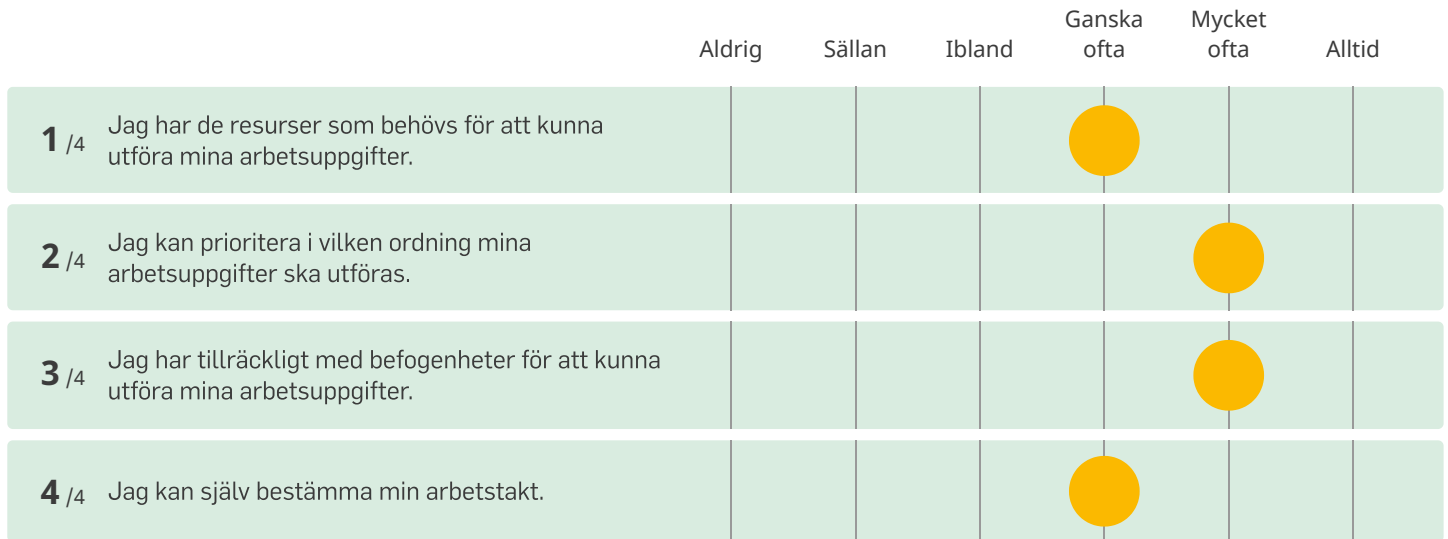 Aldrig Sällan Ibland Ganska ofta Mycket ofta Alltid
1 /4 Jag har de resurser som behövs för att kunna
utföra mina arbetsuppgifter.
2 /4 Jag kan prioritera i vilken ordning mina
arbetsuppgifter ska utföras.
3 /4 Jag har tillräckligt med befogenheter för att kunna
utföra mina arbetsuppgifter.
4 /4 Jag kan själv bestämma min arbetstakt.